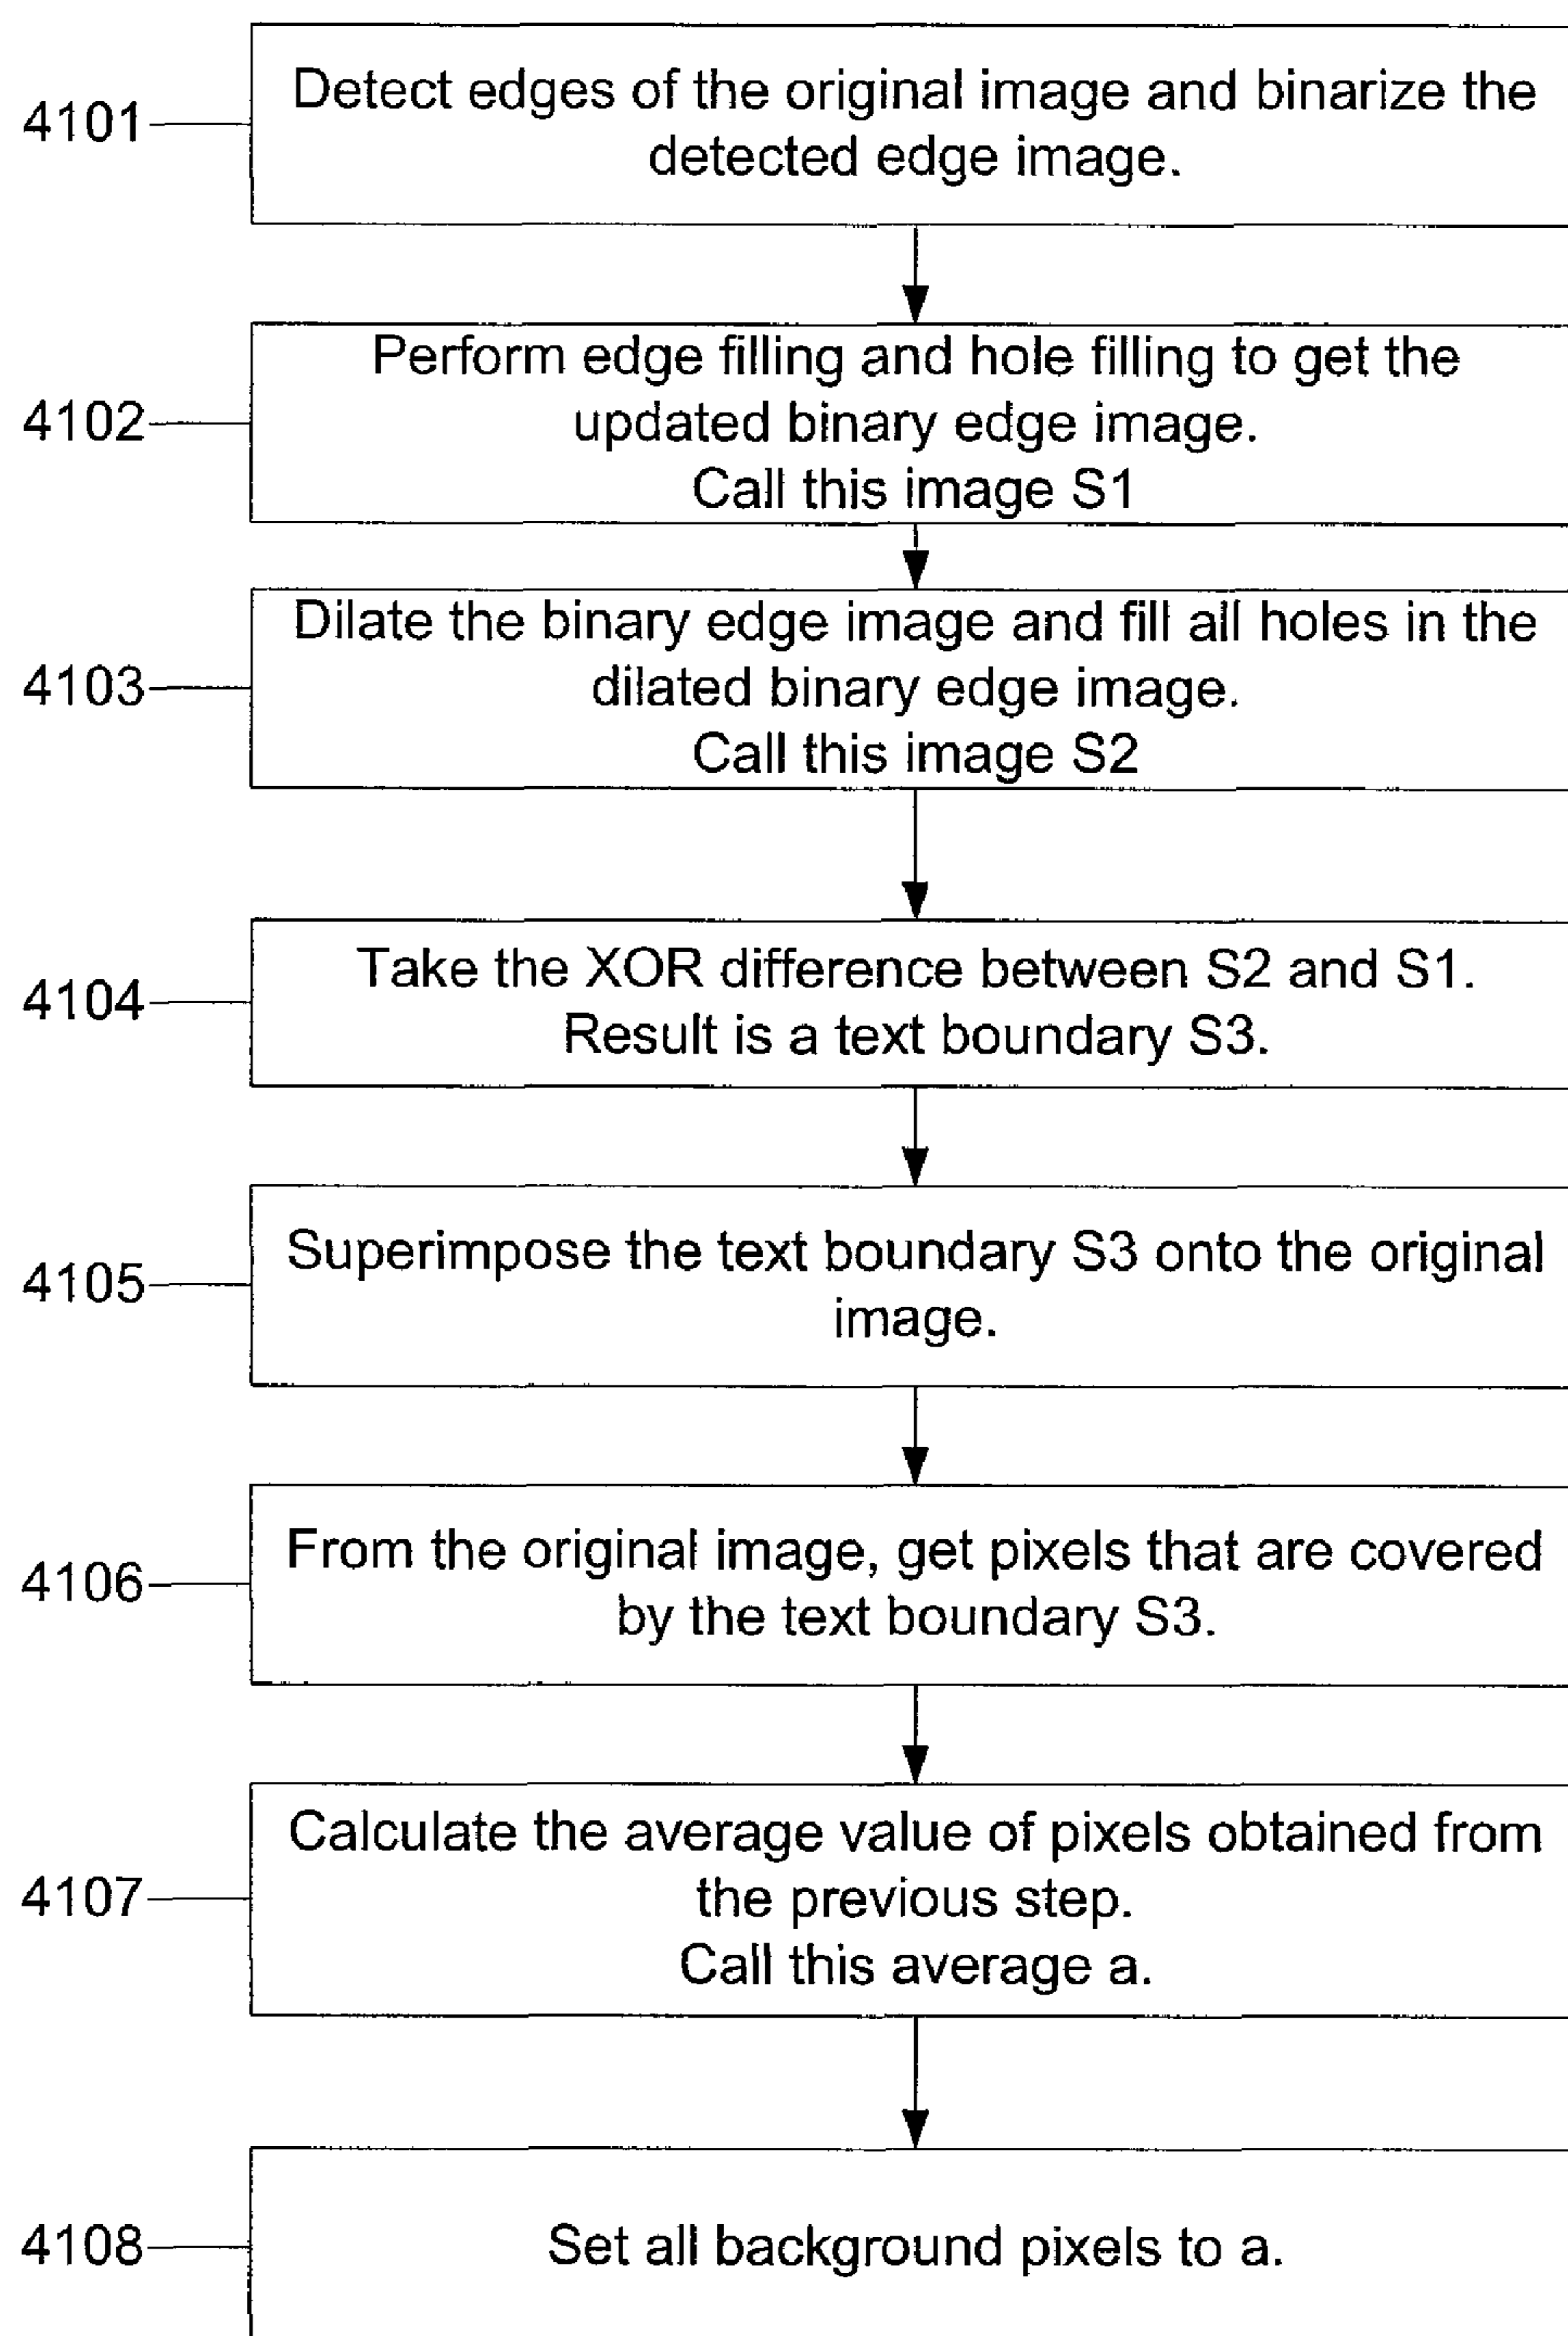 4101
Detect edges of the original image and binarize the
detected edge image.
4102
Perform edge filling and hole filling to get the
updated binary edge image.
Call this image S1
4103
Dilate the binary edge image and fill all holes in the
dilated binary edge image.
Call this image S2
4104
Take the XOR difference between S2 and S1.
Result is a text boundary S3.
4105
Superimpose the text boundary S3 onto the original
image.
4106
From the original image, get pixels that are covered
by the text boundary S3.
4107
Calculate the average value of pixels obtained from
the previous step.
Call this average a.
4108
Set all background pixels to a.